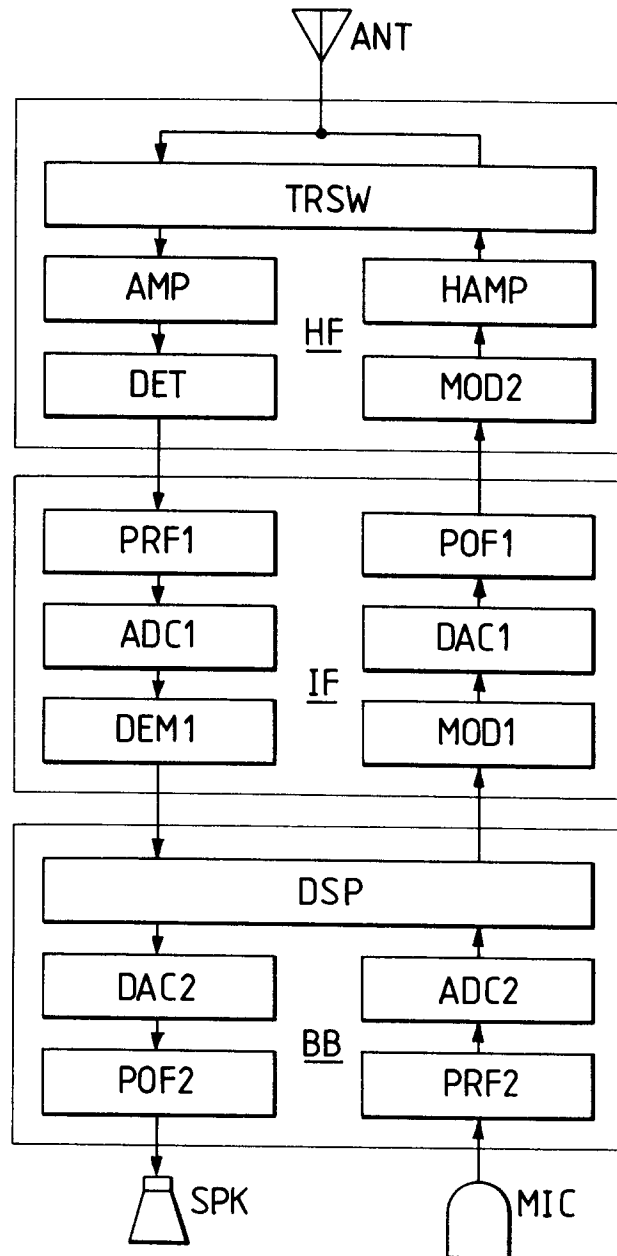 ANT
TRSW
AMP
HAMP
HF
DET
MOD2
PRF1
POF1
ADC1
DAC1
IF
DEM1
MOD1
DSP
DAC2
ADC2
BB
POF2
PRF2
SPK
MIC